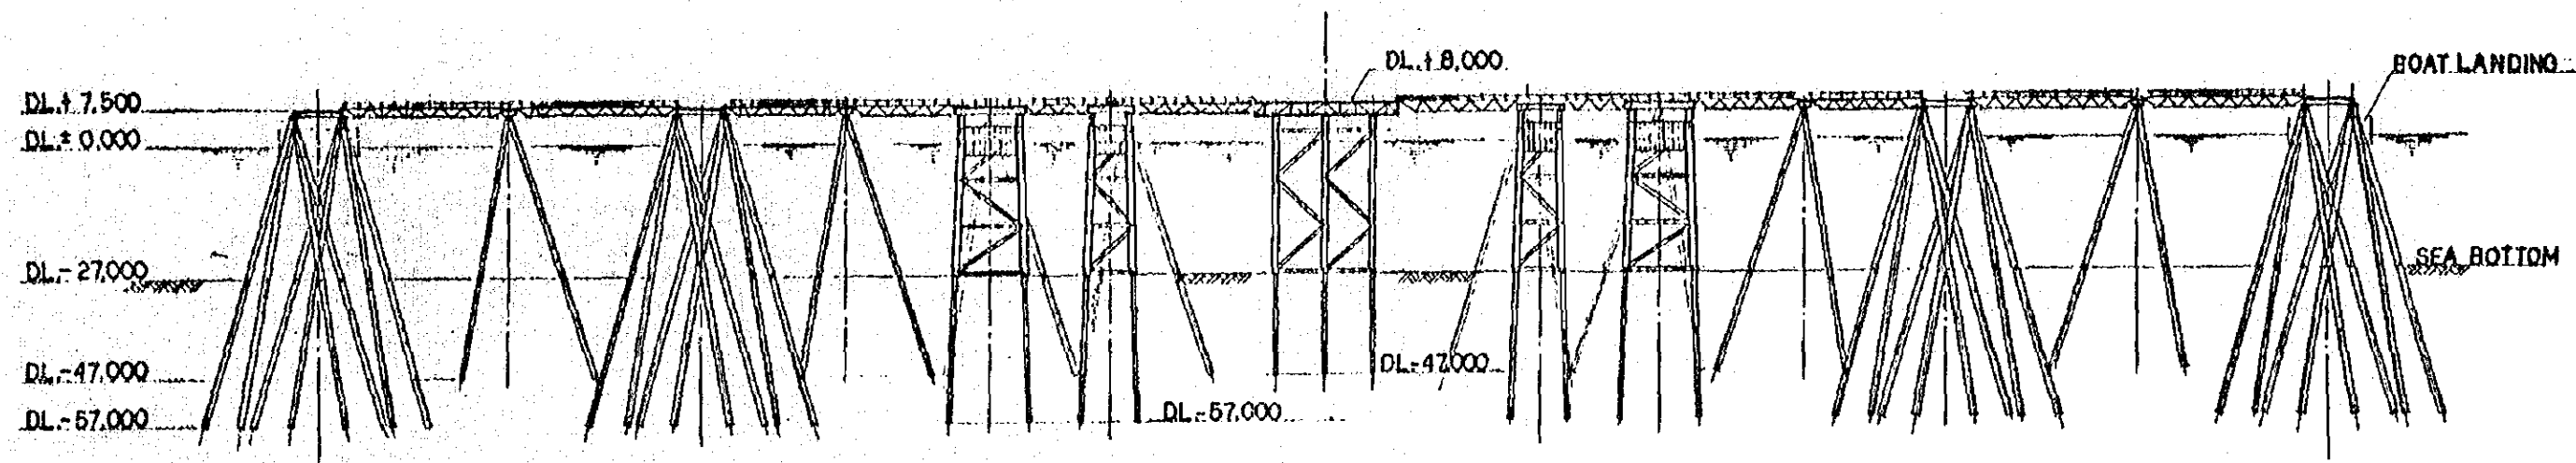 DL.+8,000
BOAT LANDING
DL.+7,500
DL.±0,000
SEA BOTTOM
DL.-27,000
DL.-47,000
DL.-47,000
DL.-57,000
DL.-57,000